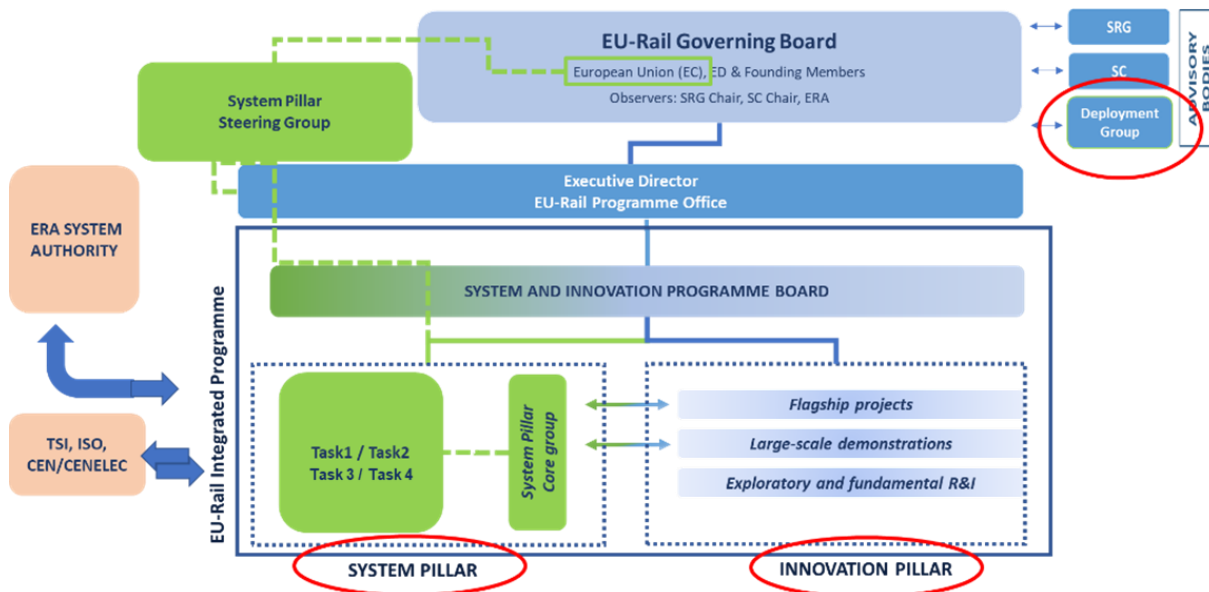 EU-Rail Governing Board
European Union (EC), ED & Founding Members
Observers: SRG Chair, SC Chair, ERA
SRG
SC
Deployment
Group
ADVISORY
BODIES
System Pillar
Steering Group
Executive Director
EU-Rail Programme Office
ERA SYSTEM
AUTHORITY
SYSTEM AND INNOVATION PROGRAMME BOARD
EU-Rail Integrated Programme
Task1 / Task2
Task 3 / Task 4
System Pillar
Core group
Flagship projects
Large-scale demonstrations
Exploratory and fundamental R&I
TSI, ISO,
CEN/CENELEC
SYSTEM PILLAR
INNOVATION PILLAR